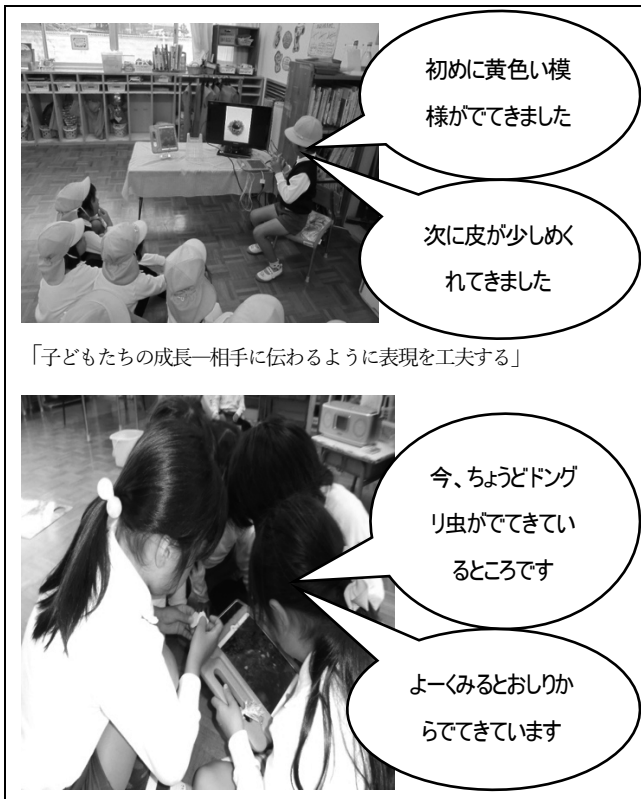 初めに黄色い模
様がでてきました
次に皮が少しめく
れてきました
「子どもたちの成長―相手に伝わるように表現を工夫する」
今、ちょうどドング
リ虫がでてきてい
るところです
よーくみるとおしりか
らでてきています